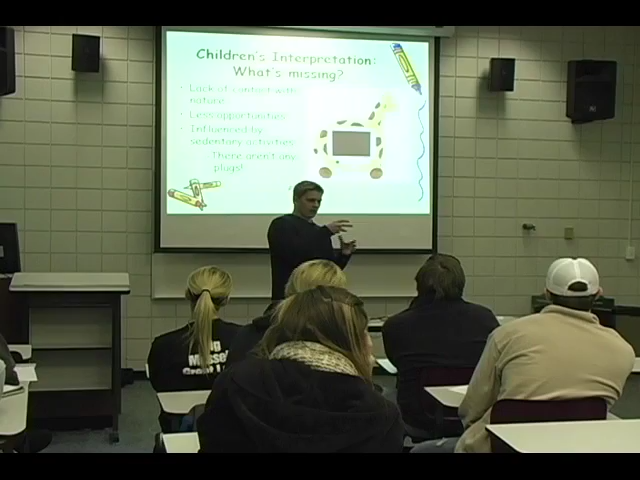 Children's Interpretation:
What's missing?
Lack of contact with
nature
Less opportunities
Influenced by
sedentary activities
There aren't any
plugs!
Great